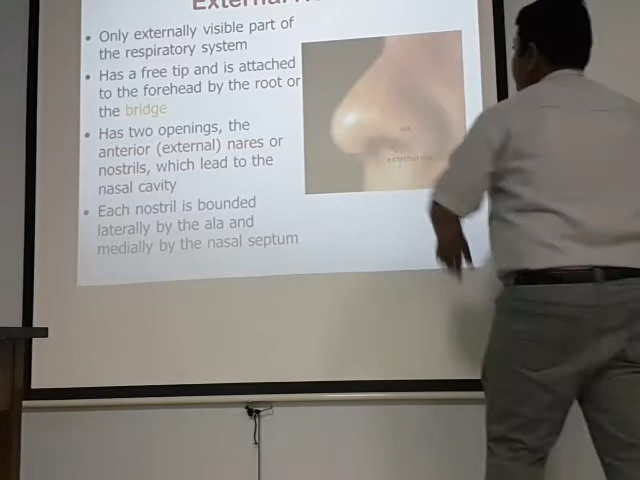 External
• Only externally visible part of
the respiratory system
• Has a free tip and is attached
to the forehead by the root or
the bridge
• Has two openings, the
anterior (external) nares or
nostrils, which lead to the
nasal cavity
• Each nostril is bounded
laterally by the ala and
medially by the nasal septum